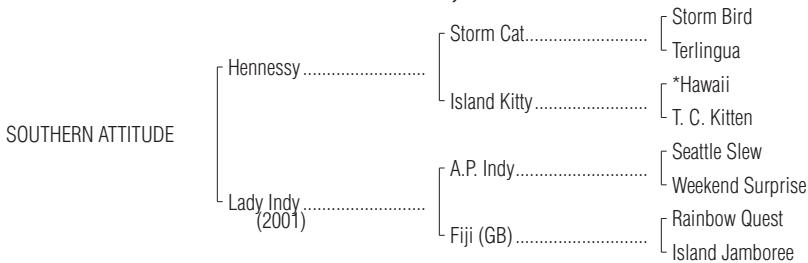 Storm Bird
Storm Cat..........................
Terlingua
Hennessy ..........................
*Hawaii
Island Kitty........................
T. C. Kitten
SOUTHERN ATTITUDE
Seattle Slew
A.P. Indy............................
Weekend Surprise
Lady Indy ..........................
(2001)
Rainbow Quest
Fiji (GB) ............................
Island Jamboree